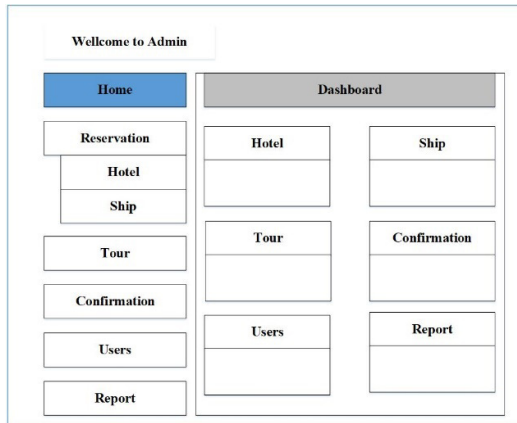 Wellcome to Admin
Home
Reservation
Hotel
Ship
Tour
Confirmation
Users
Report
Dashboard
Hotel
Ship
Tour
Confirmation
Users
Report